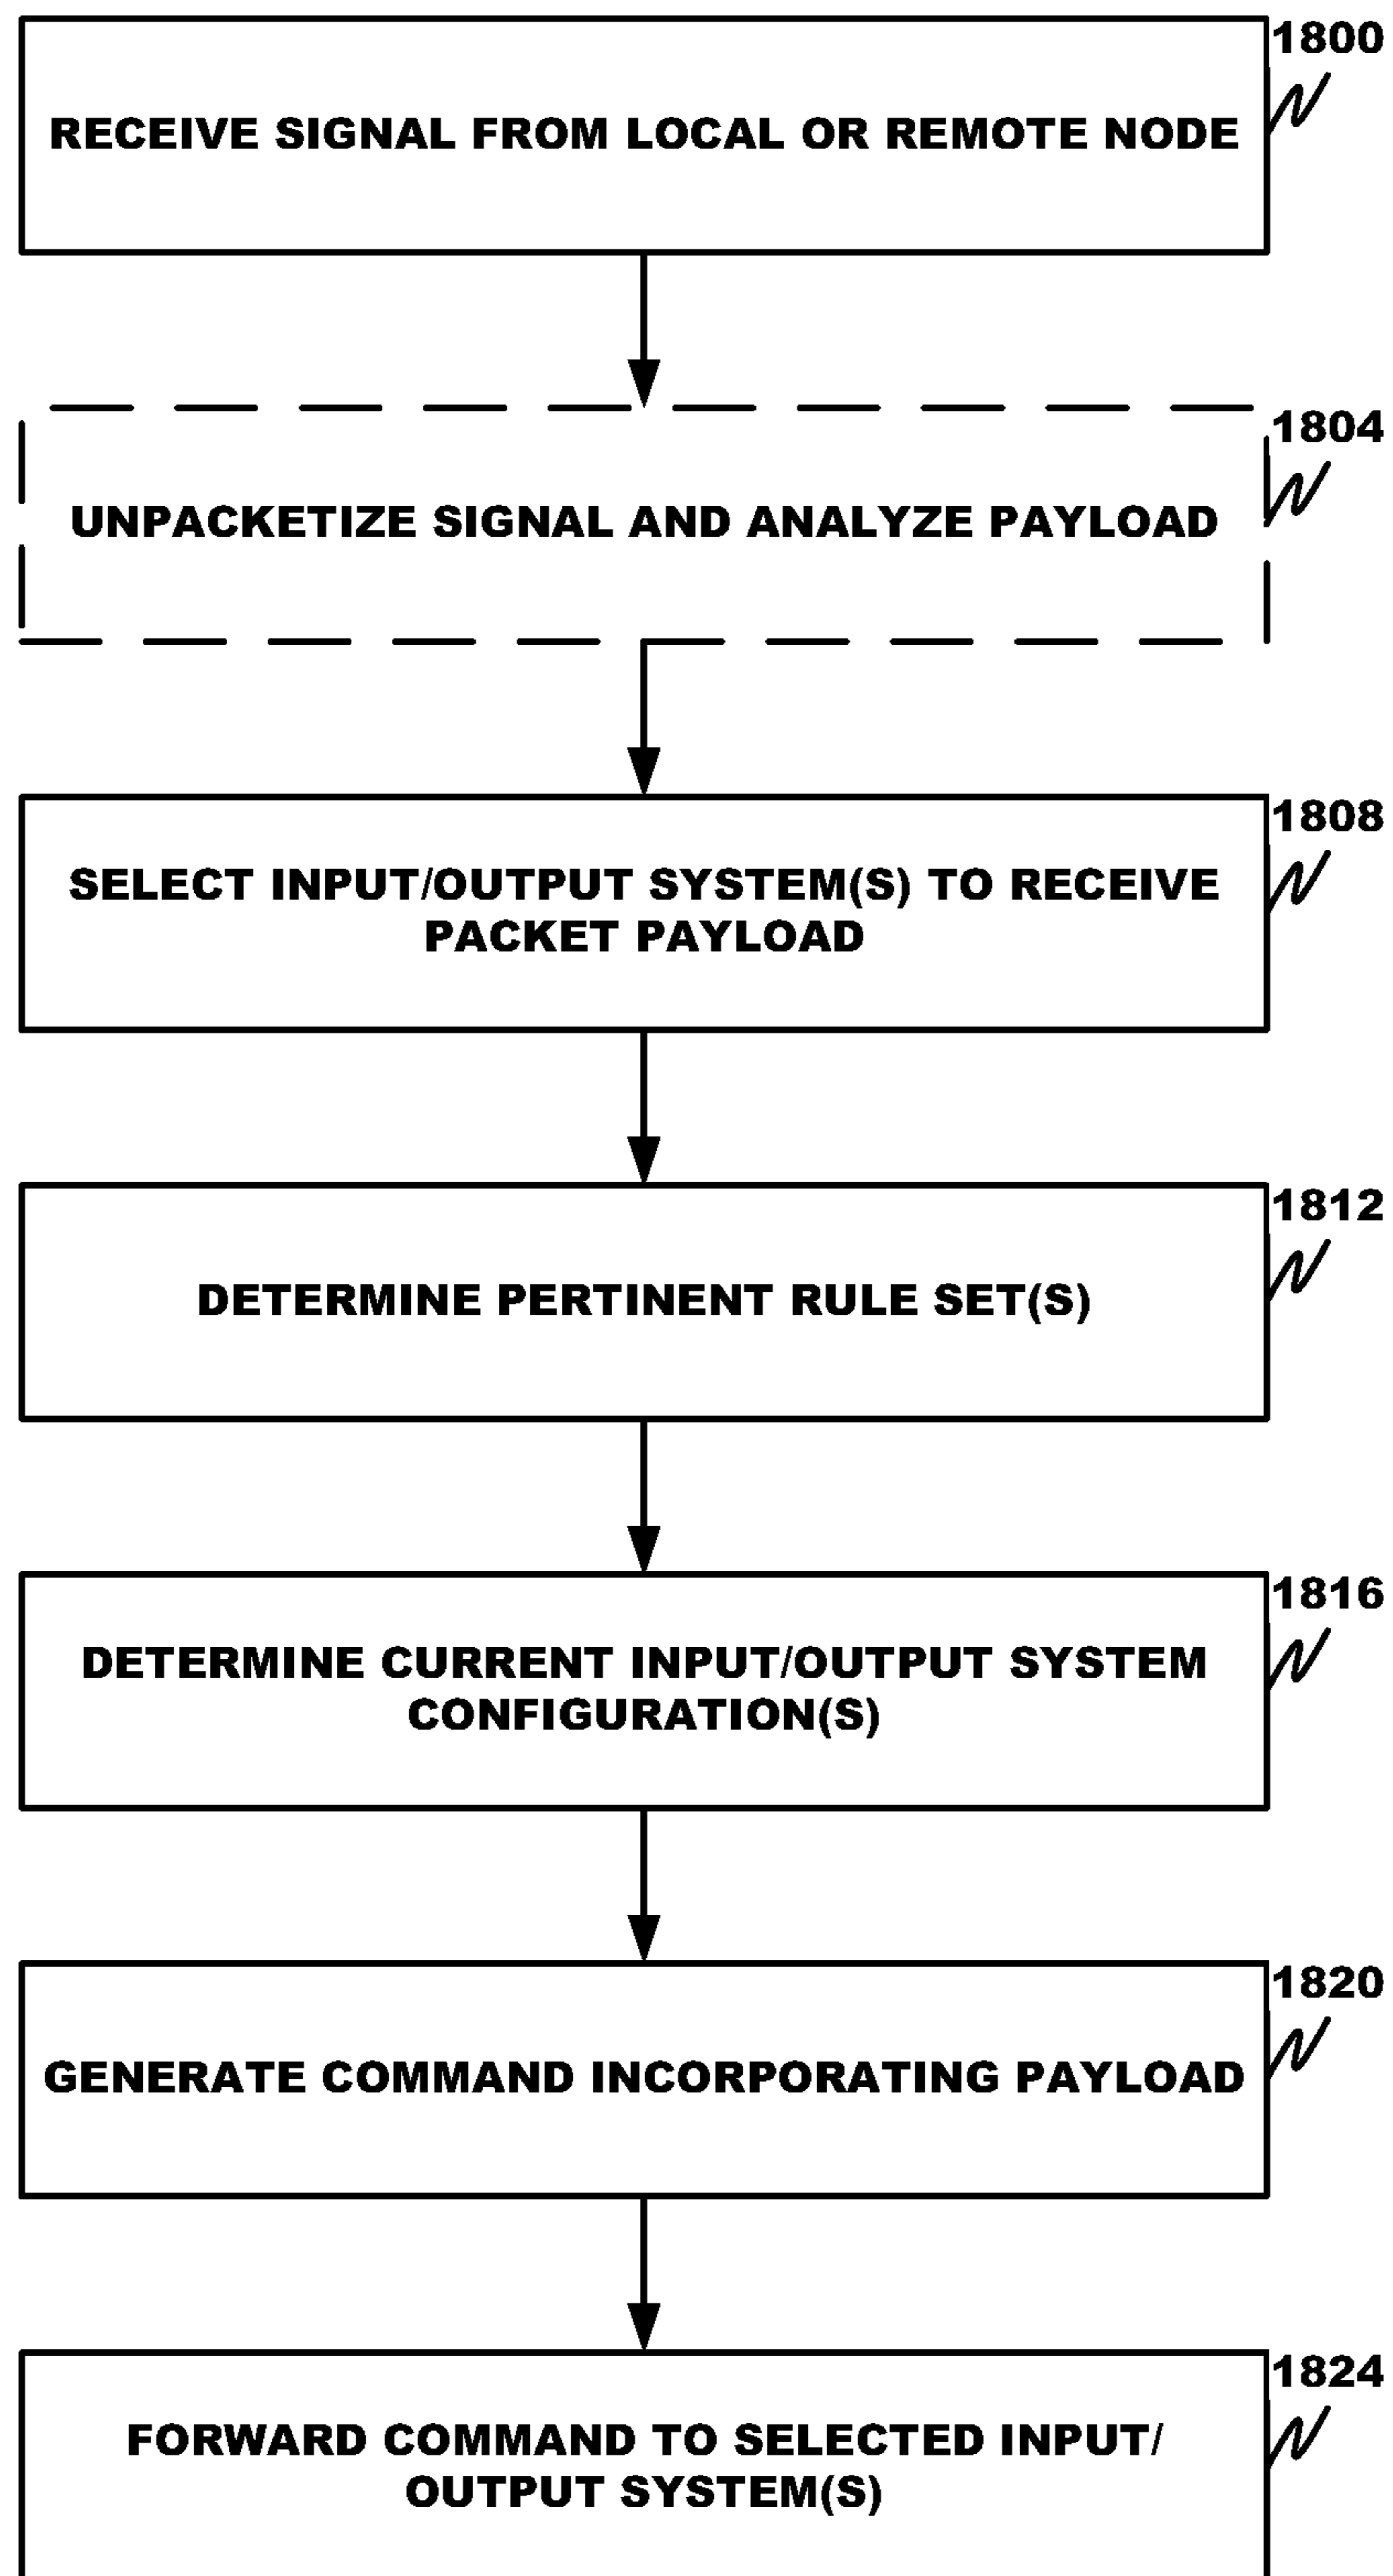 1800
RECEIVE SIGNAL FROM LOCAL OR REMOTE NODE
1804
UNPACKETIZE SIGNAL AND ANALYZE PAYLOAD
1808
SELECT INPUT/OUTPUT SYSTEM(S) TO RECEIVE
PACKET PAYLOAD
1812
DETERMINE PERTINENT RULE SET(S)
1816
DETERMINE CURRENT INPUT/OUTPUT SYSTEM
CONFIGURATION(S)
1820
GENERATE COMMAND INCORPORATING PAYLOAD
1824
FORWARD COMMAND TO SELECTED INPUT/
OUTPUT SYSTEM(S)